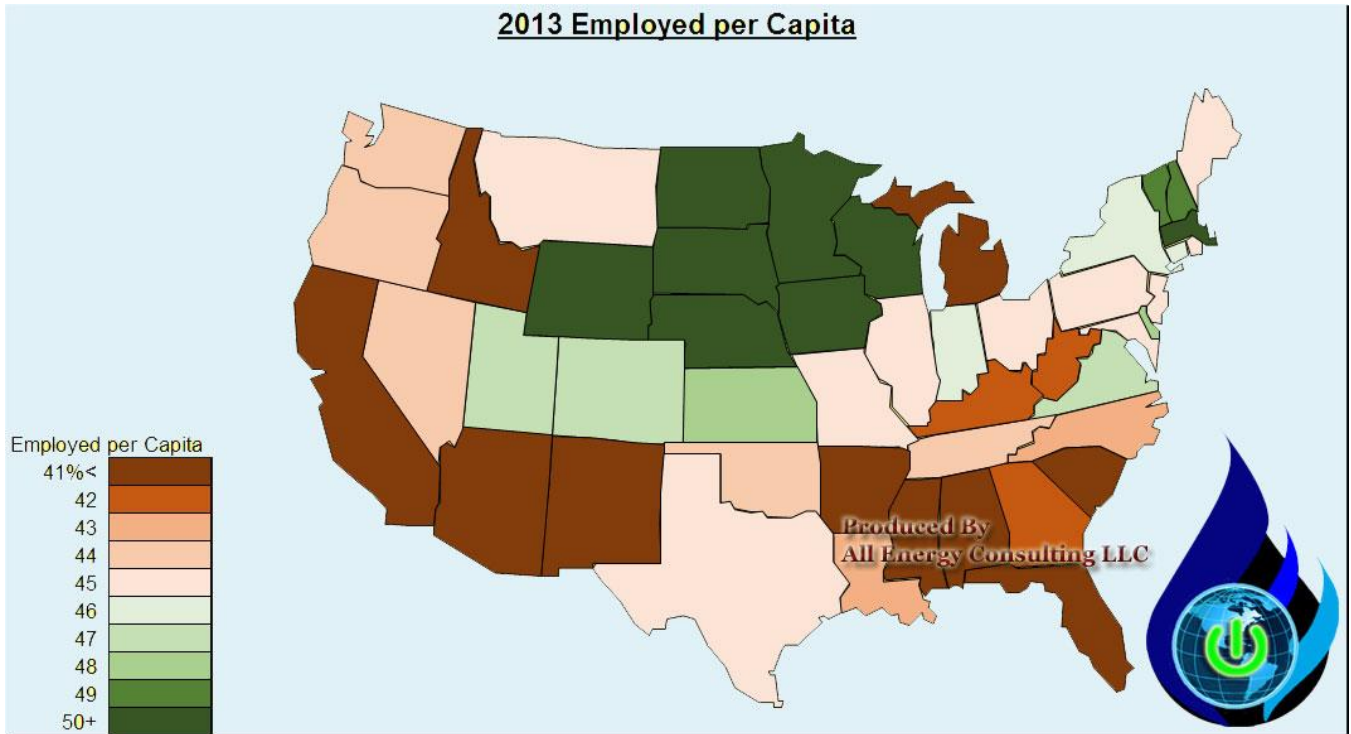 2013 Employed per Capita
Employed per Capita
41%<
42
43
44
45
46
47
48
49
50+
Produced By
All Energy Consulting LLC